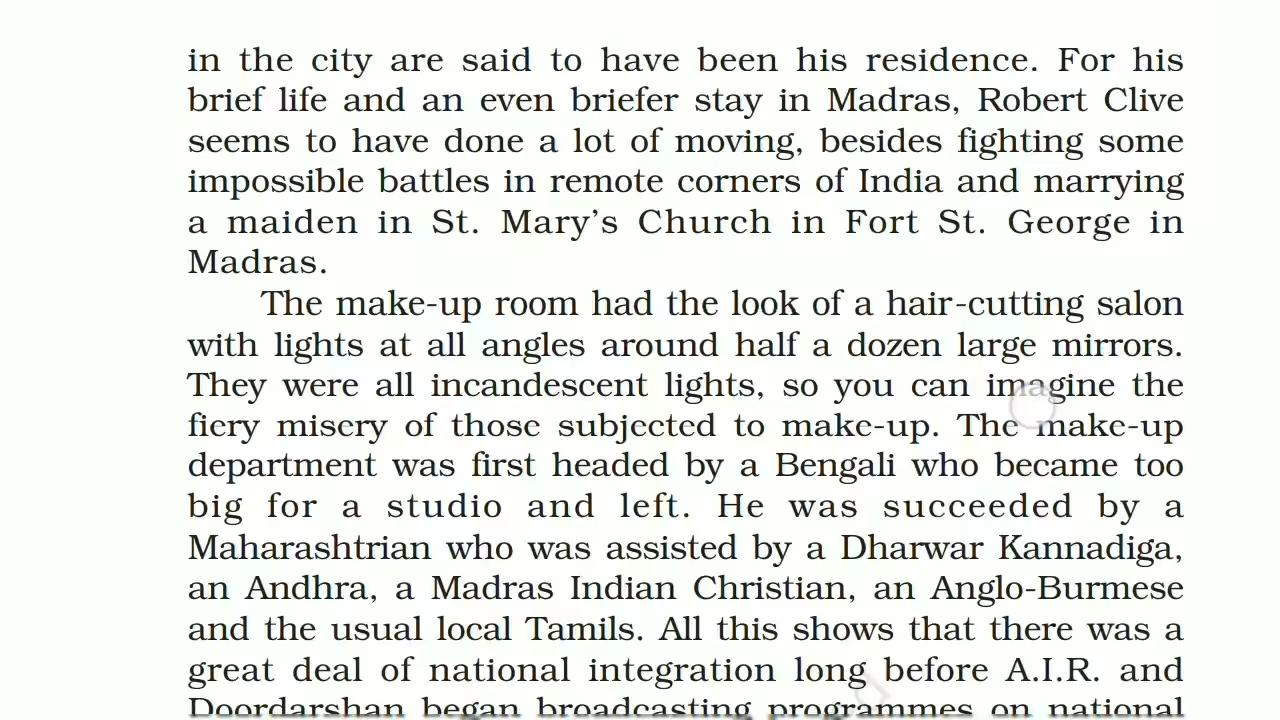 in the city are said to have been his residence. For his
brief life and an even briefer stay in Madras, Robert Clive
seems to have done a lot of moving, besides fighting some
impossible battles in remote corners of India and marrying
a maiden in St. Mary’s Church in Fort St. George in
Madras.
The make-up room had the look of a hair-cutting salon
with lights at all angles around half a dozen large mirrors.
They were all incandescent lights, so you can imagine the
fiery misery of those subjected to make-up. The make-up
department was first headed by a Bengali who became too
big for a studio and left. He was succeeded by a
Maharashtrian who was assisted by a Dharwar Kannadiga,
an Andhra, a Madras Indian Christian, an Anglo-Burmese
and the usual local Tamils. All this shows that there was a
great deal of national integration long before A.I.R. and
Doordarshan began broadcasting programmes on national